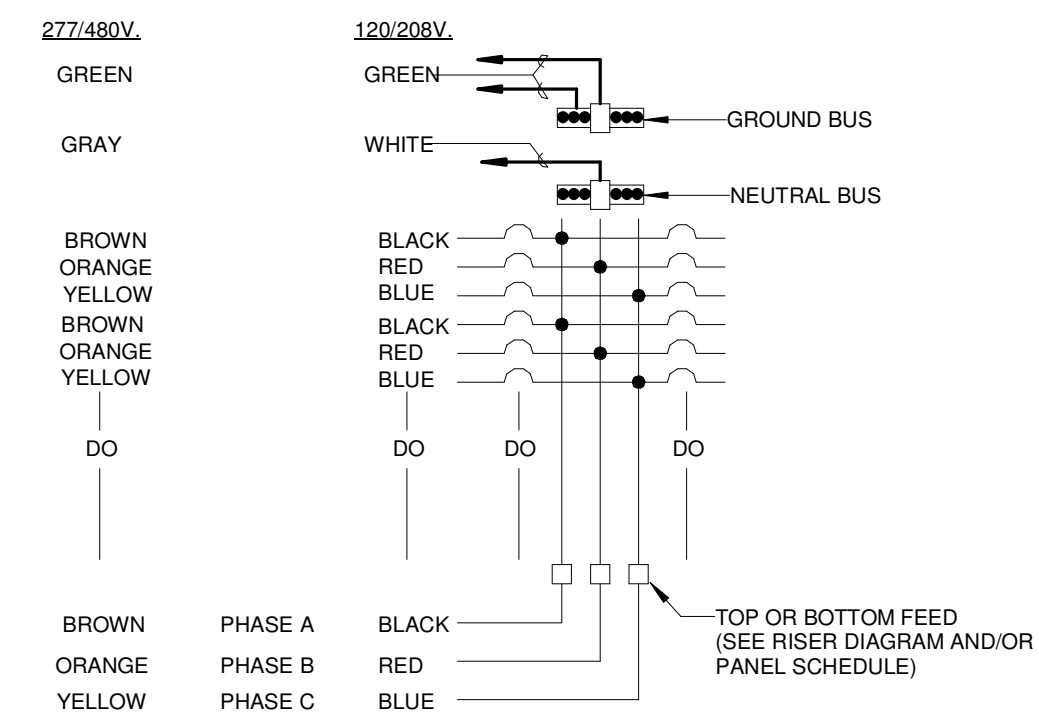 277/480V. 120/208V.
GREEN GREEN
GROUND BUS
GRAY WHITE
NEUTRAL BUS
BROWN BLACK
ORANGE RED
YELLOW BLUE
BROWN BLACK
ORANGE RED
YELLOW BLUE
DO DO DO DO
TOP OR BOTTOM FEED
(SEE RISER DIAGRAM AND/OR
PANEL SCHEDULE)
BROWN PHASE A BLACK
ORANGE PHASE B RED
YELLOW PHASE C BLUE